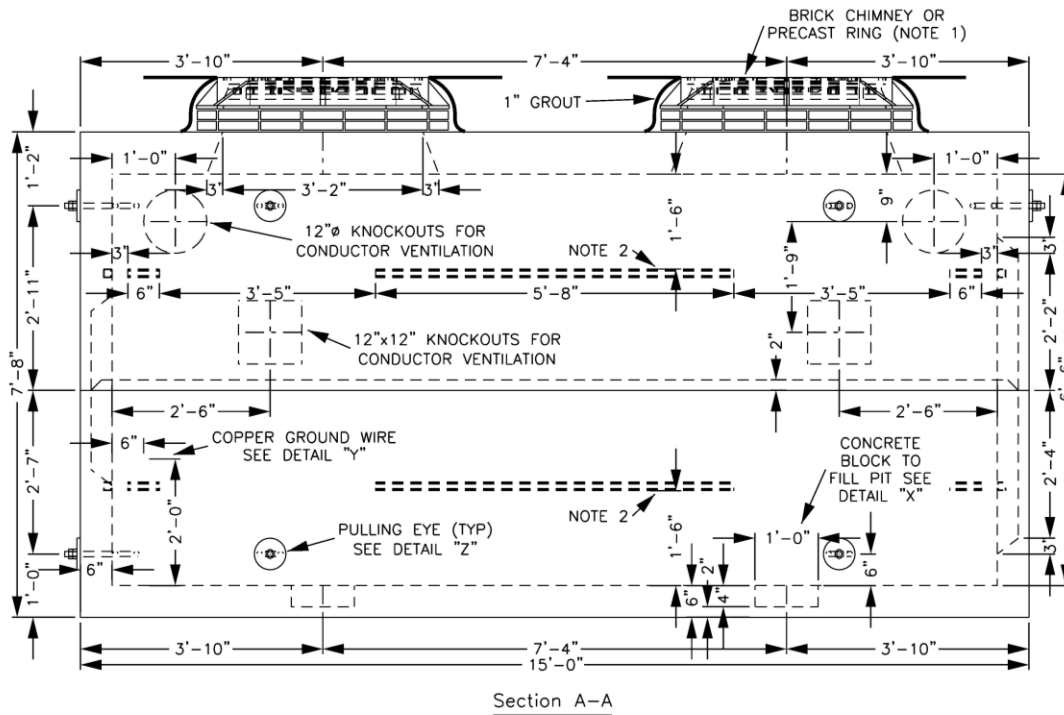 BRICK CHIMNEY OR
PRECAST RING (NOTE 1)
3'-10"
7'-4"
3'-10"
1" GROUT
1'-2"
1'-0"
1'-0"
3'
3'-2"
3'
9"
1'-6"
12"ø KNOCKOUTS FOR
CONDUCTOR VENTILATION
3"
NOTE 2
1'-9"
3"
3"
6"
3'-5"
5'-8"
3'-5"
6"
2'-11"
2'-2"
7'-8"
12"x12" KNOCKOUTS FOR
CONDUCTOR VENTILATION
2"
2'-6"
2'-6"
6"
COPPER GROUND WIRE
SEE DETAIL "Y"
CONCRETE
BLOCK TO
FILL PIT SEE
DETAIL "X"
2'-7"
2'-4"
2'-0"
NOTE 2
PULLING EYE (TYP)
SEE DETAIL "Z"
1'-6"
1'-0"
3'
1'-0"
6"
6"
2"
4"
6"
3'-10"
7'-4"
3'-10"
15'-0"
Section A-A